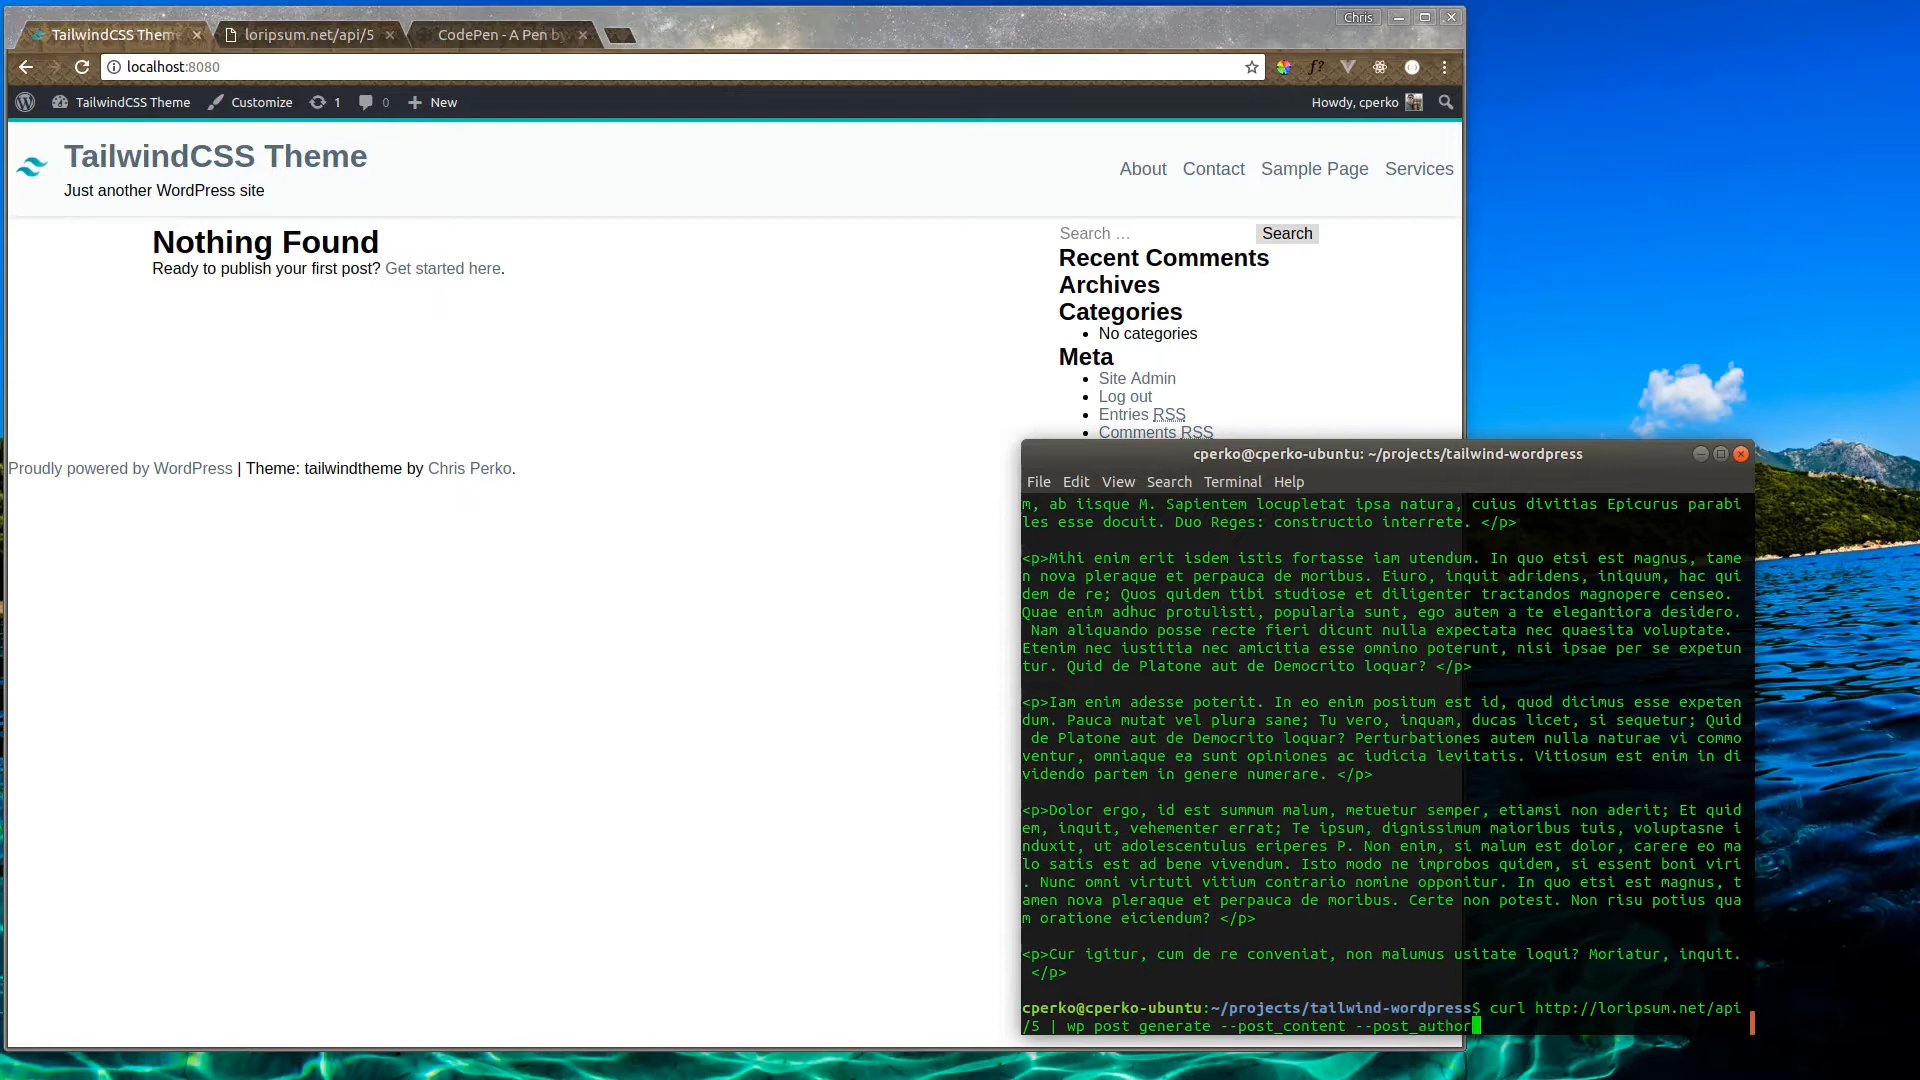 Chris
TailwindCSS Theme
loripsum.net/api/5
CodePen - A Pen by
localhost:8080
f?
TailwindCSS Theme
Customize
1
0
New
Howdy, cperko
TailwindCSS Theme
Just another WordPress site
About
Contact
Sample Page
Services
Nothing Found
Ready to publish your first post? Get started here.
Search …
Search
Recent Comments
Archives
Categories
No categories
Meta
Site Admin
Log out
Entries RSS
Comments RSS
Proudly powered by WordPress | Theme: tailwindtheme by Chris Perko.
cperko@cperko-ubuntu: ~/projects/tailwind-wordpress
File Edit View Search Terminal Help
m, ab iisque M. Sapientem locupletat ipsa natura, cuius divitias Epicurus parabi
les esse docuit. Duo Reges: constructio interrete. </p>
<p>Mihi enim erit isdem istis fortasse iam utendum. In quo etsi est magnus, tame
n nova pleraque et perpauca de moribus. Eiuro, inquit adridens, iniquum, hac qui
dem de re; Quos quidem tibi studiose et diligenter tractandos magnopere censeo.
Quae enim adhuc protulisti, popularia sunt, ego autem a te elegantiora desidero.
Nam aliquando posse recte fieri dicunt nulla expectata nec quaesita voluptate.
Etenim nec iustitia nec amicitia esse omnino poterunt, nisi ipsae per se expetun
tur. Quid de Platone aut de Democrito loquar? </p>
<p>Iam enim adesse poterit. In eo enim positum est id, quod dicimus esse expeten
dum. Pauca mutat vel plura sane; Tu vero, inquam, ducas licet, si sequetur; Quid
de Platone aut de Democrito loquar? Perturbationes autem nulla naturae vi commo
ventur, omniaque ea sunt opiniones ac iudicia levitatis. Vitiosum est enim in di
videndo partem in genere numerare. </p>
<p>Dolor ergo, id est summum malum, metuetur semper, etiamsi non aderit; Et quid
em, inquit, vehementer errat; Te ipsum, dignissimum maioribus tuis, voluptasne i
nduxit, ut adolescentulus eriperes P. Non enim, si malum est dolor, carere eo ma
lo satis est ad bene vivendum. Isto modo ne improbos quidem, si essent boni viri
. Nunc omni virtuti vitium contrario nomine opponitur. In quo etsi est magnus, t
amen nova pleraque et perpauca de moribus. Certe non potest. Non risu potius qua
m oratione eiciendum? </p>
<p>Cur igitur, cum de re conveniat, non malumus usitate loqui? Moriatur, inquit.
</p>
cperko@cperko-ubuntu:~/projects/tailwind-wordpress$ curl http://loripsum.net/api
/5 | wp post generate --post_content --post_author